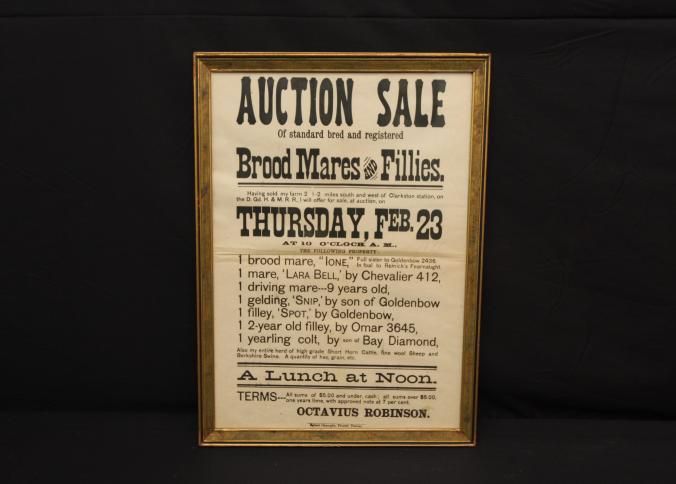 AUCTION SALE
Of standard bred and registered
Brood Mares AND Fillies.
Having sold my farm 2 1-2 miles south and west of Clarkston station, on
the D. Gd. H. & M. R. R., I will offer for sale, at auction, on
THURSDAY, FEB. 23
AT 10 O'CLOCK A. M.,
THE FOLLOWING PROPERTY:
1 brood mare, "IONE," Full sister to Goldenbow 2436,
In foal to Reinick's Fearnaught.
1 mare, 'LARA BELL,' by Chevalier 412,
1 driving mare---9 years old,
1 gelding, 'SNIP,' by son of Goldenbow
1 filley, 'SPOT,' by Goldenbow,
1 2-year old filley, by Omar 3645,
1 yearling colt, by son of Bay Diamond,
Also my entire herd of high grade Short Horn Cattle, fine wool Sheep and
Berkshire Swine. A quantity of hay, grain, etc.
A Lunch at Noon.
TERMS--- All sums of $5.00 and under, cash; all sums over $5.00,
one years time, with approved note at 7 per cent.
OCTAVIUS ROBINSON.